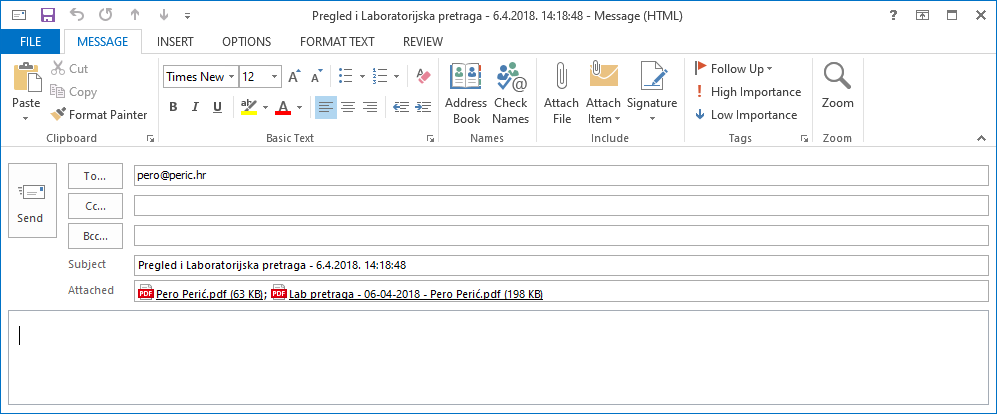 Pregled i Laboratorijska pretraga - 6.4.2018. 14:18:48 - Message (HTML)
?
FILE MESSAGE INSERT OPTIONS FORMAT TEXT REVIEW
Paste
Cut
Copy
Format Painter
Clipboard
Times New 12 A A
B I U ab A
Basic Text
Address Book
Check Names
Names
Attach File
Attach Item
Signature
Include
Follow Up
High Importance
Low Importance
Tags
Zoom
Zoom
Send
To... pero@peric.hr
Cc...
Bcc...
Subject Pregled i Laboratorijska pretraga - 6.4.2018. 14:18:48
Attached PDF Pero Perić.pdf (63 KB); PDF Lab pretraga - 06-04-2018 - Pero Perić.pdf (198 KB)